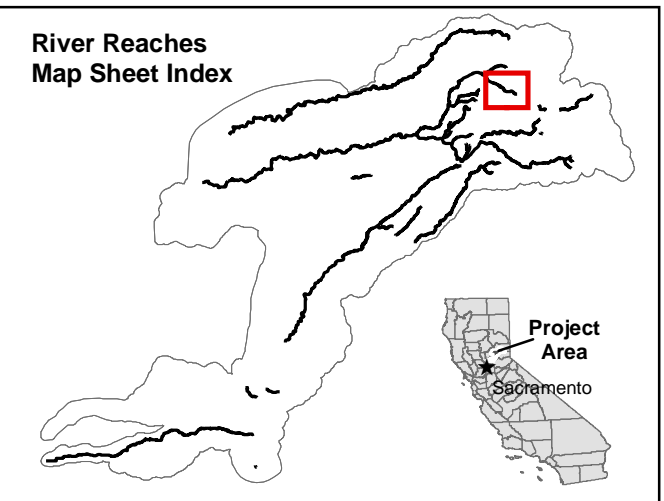 River Reaches
Map Sheet Index
Project
Area
Sacramento